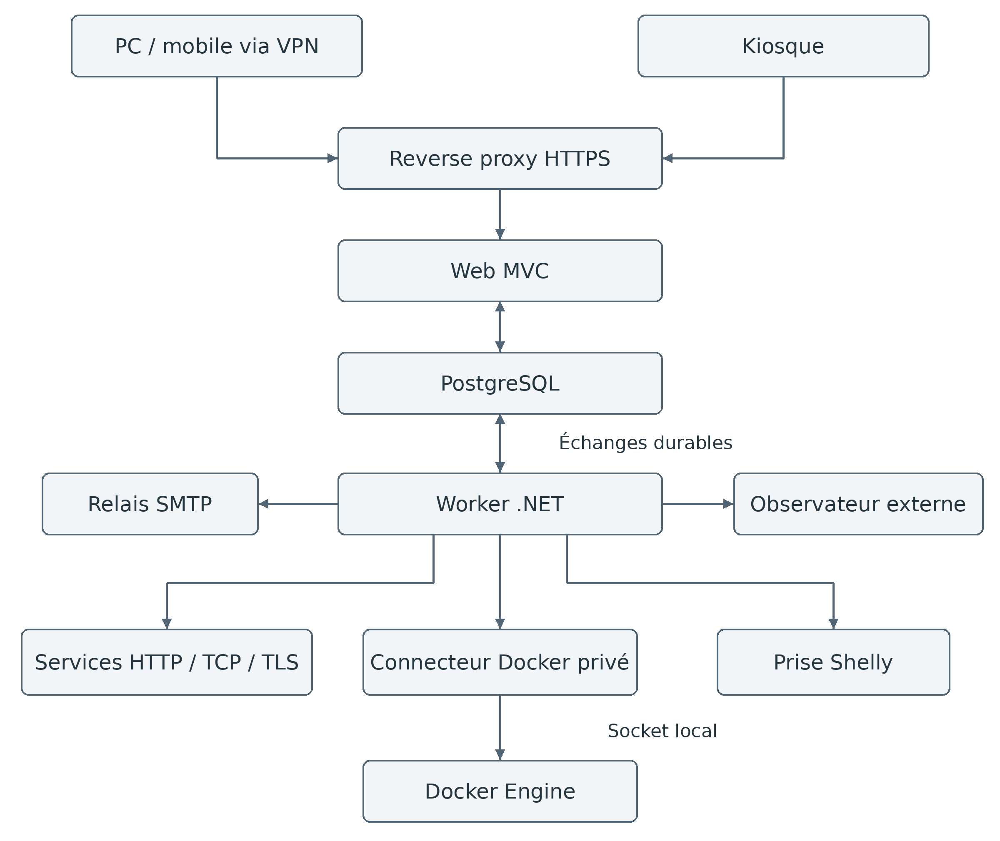 PC / mobile via VPN
Kiosque
Reverse proxy HTTPS
Web MVC
PostgreSQL
Échanges durables
Relais SMTP
Worker .NET
Observateur externe
Services HTTP / TCP / TLS
Connecteur Docker privé
Prise Shelly
Socket local
Docker Engine